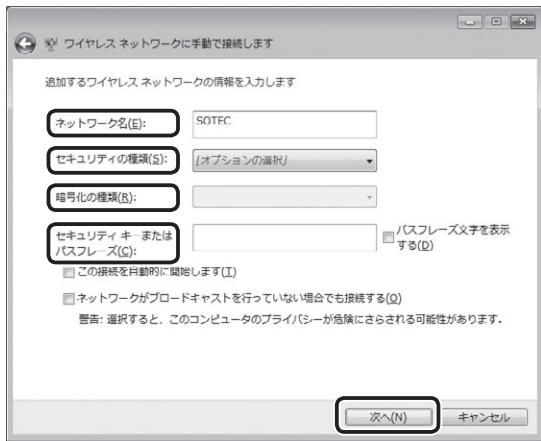 ワイヤレス ネットワークに手動で接続します
追加するワイヤレス ネットワークの情報を入力します
ネットワーク名(E):
SOTEC
セキュリティの種類(S):
[オプションの選択]
暗号化の種類(R):
セキュリティ キーまたは
パスフレーズ(C):
パスフレーズ文字を表示
する(D)
この接続を自動的に開始します(T)
ネットワークがブロードキャストを行っていない場合でも接続する(O)
警告: 選択すると、このコンピュータのプライバシーが危険にさらされる可能性があります。
次へ(N)
キャンセル